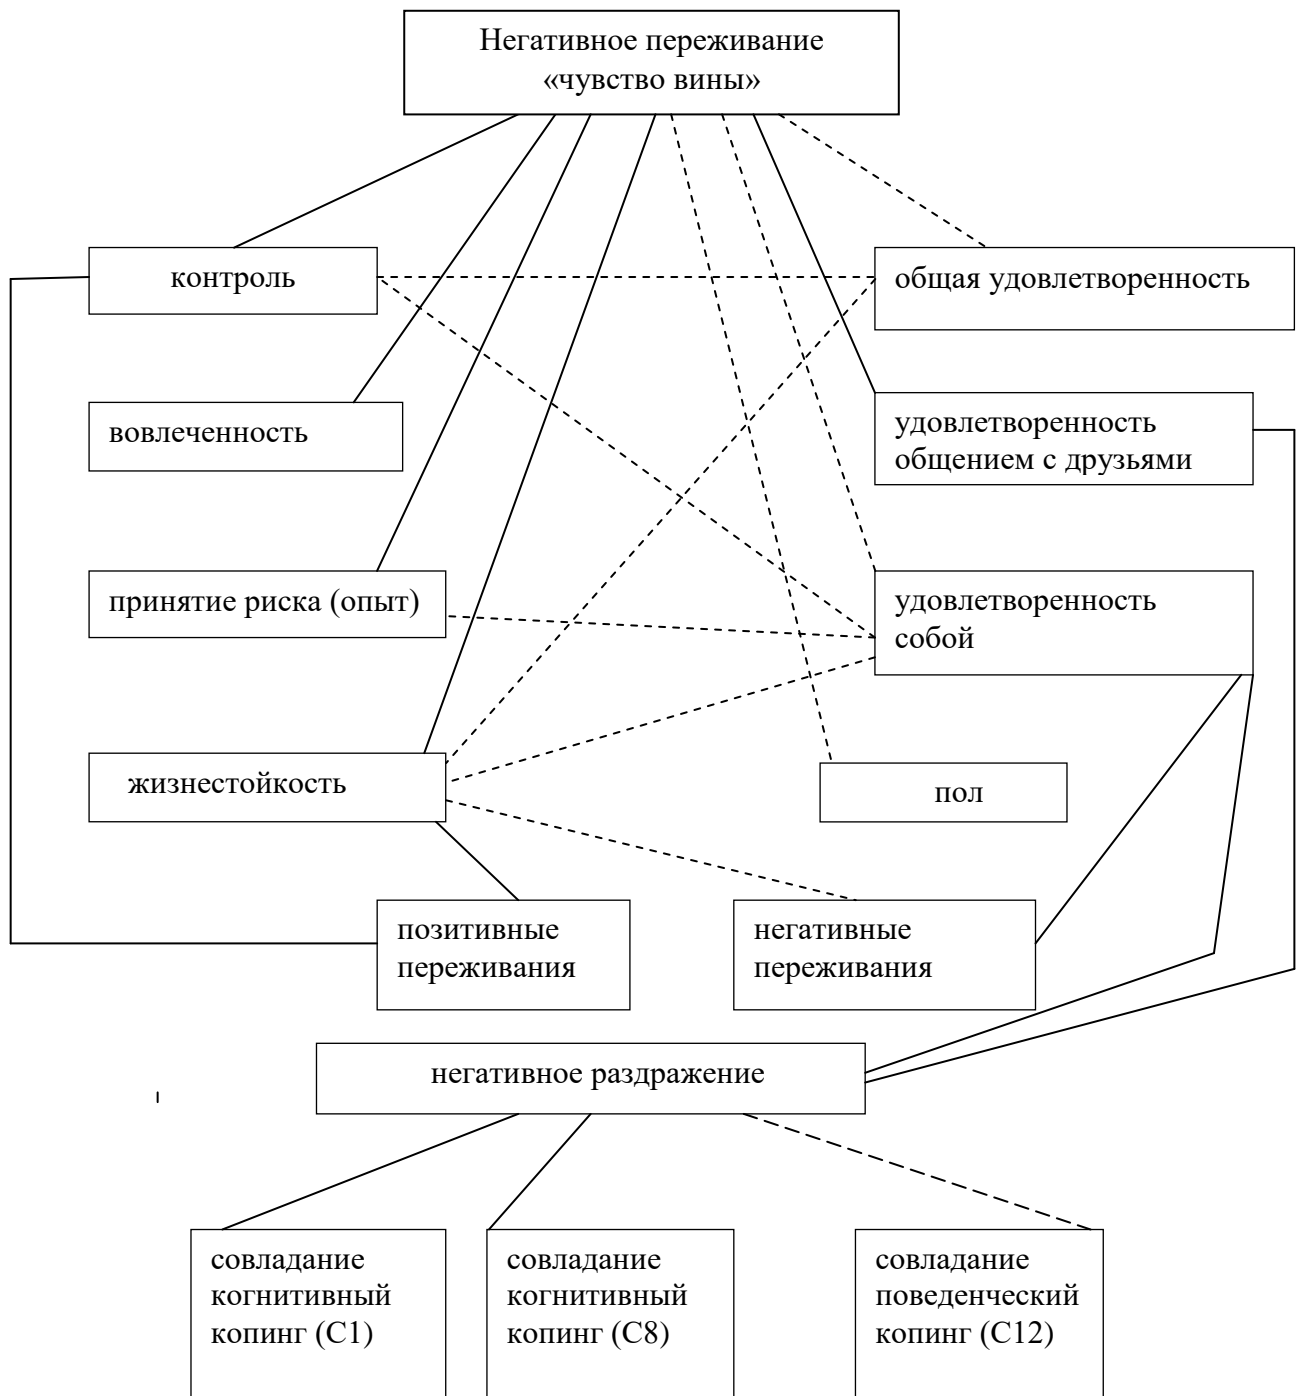 Негативное переживание
«чувство вины»
контроль
общая удовлетворенность
вовлеченность
удовлетворенность
общением с друзьями
принятие риска (опыт)
удовлетворенность
собой
жизнестойкость
пол
позитивные
переживания
негативные
переживания
негативное раздражение
совладание
когнитивный
копинг (С1)
совладание
когнитивный
копинг (С8)
совладание
поведенческий
копинг (С12)